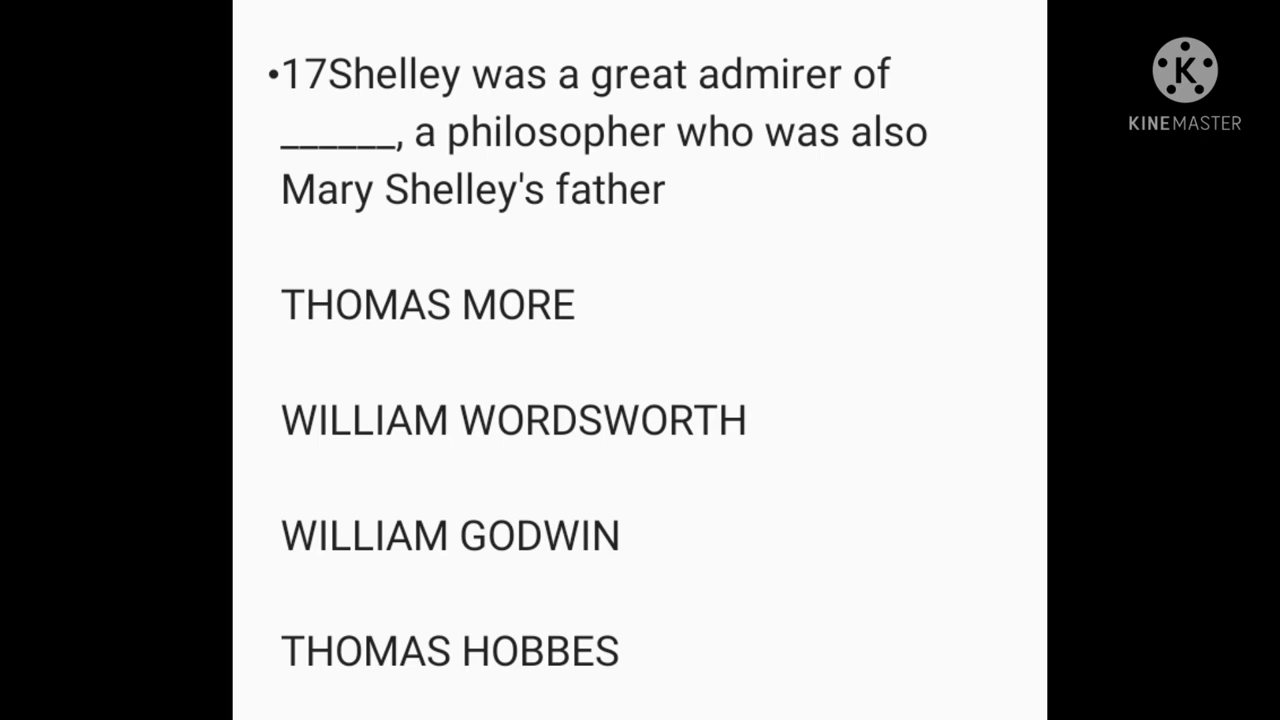 •17Shelley was a great admirer of
______, a philosopher who was also
Mary Shelley's father
THOMAS MORE
WILLIAM WORDSWORTH
WILLIAM GODWIN
THOMAS HOBBES
K
KINEMASTER